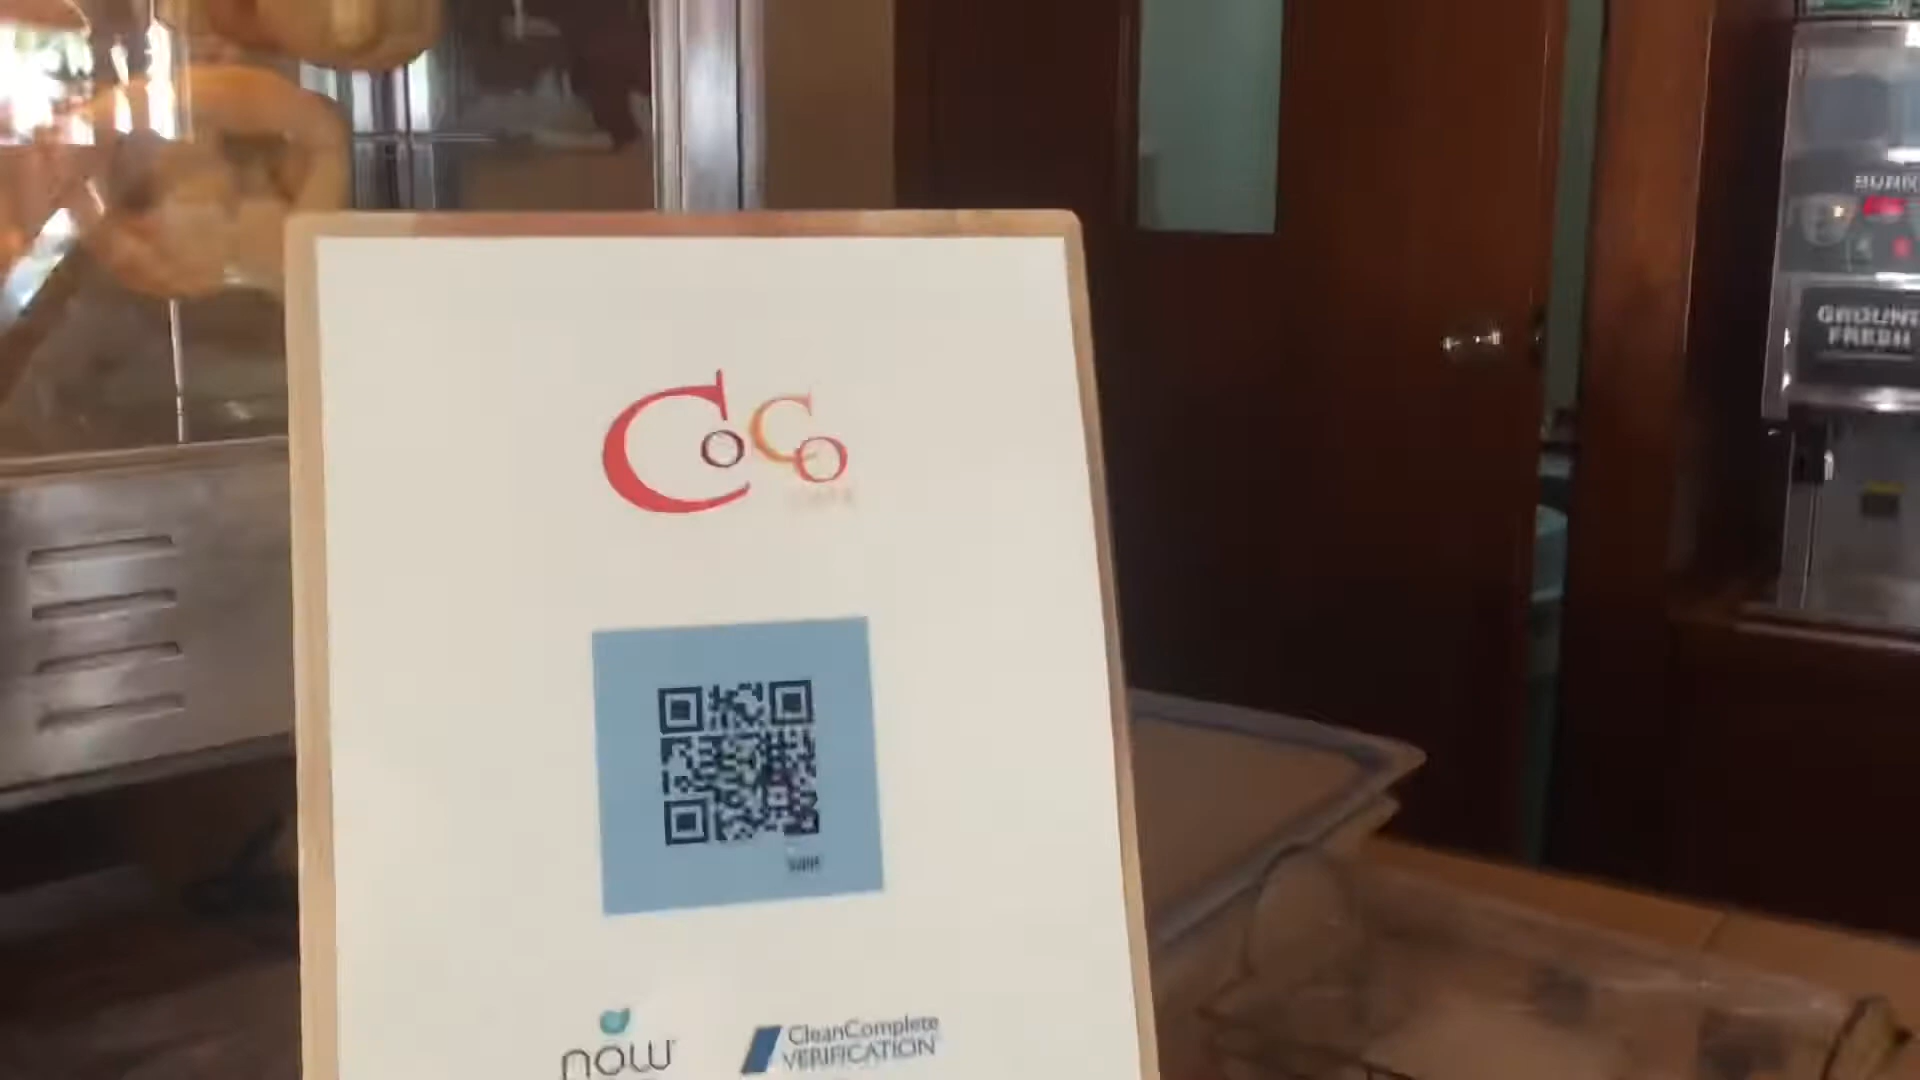 CoCo
now
CleanComplete
VERIFICATION
GROUND
FRESH